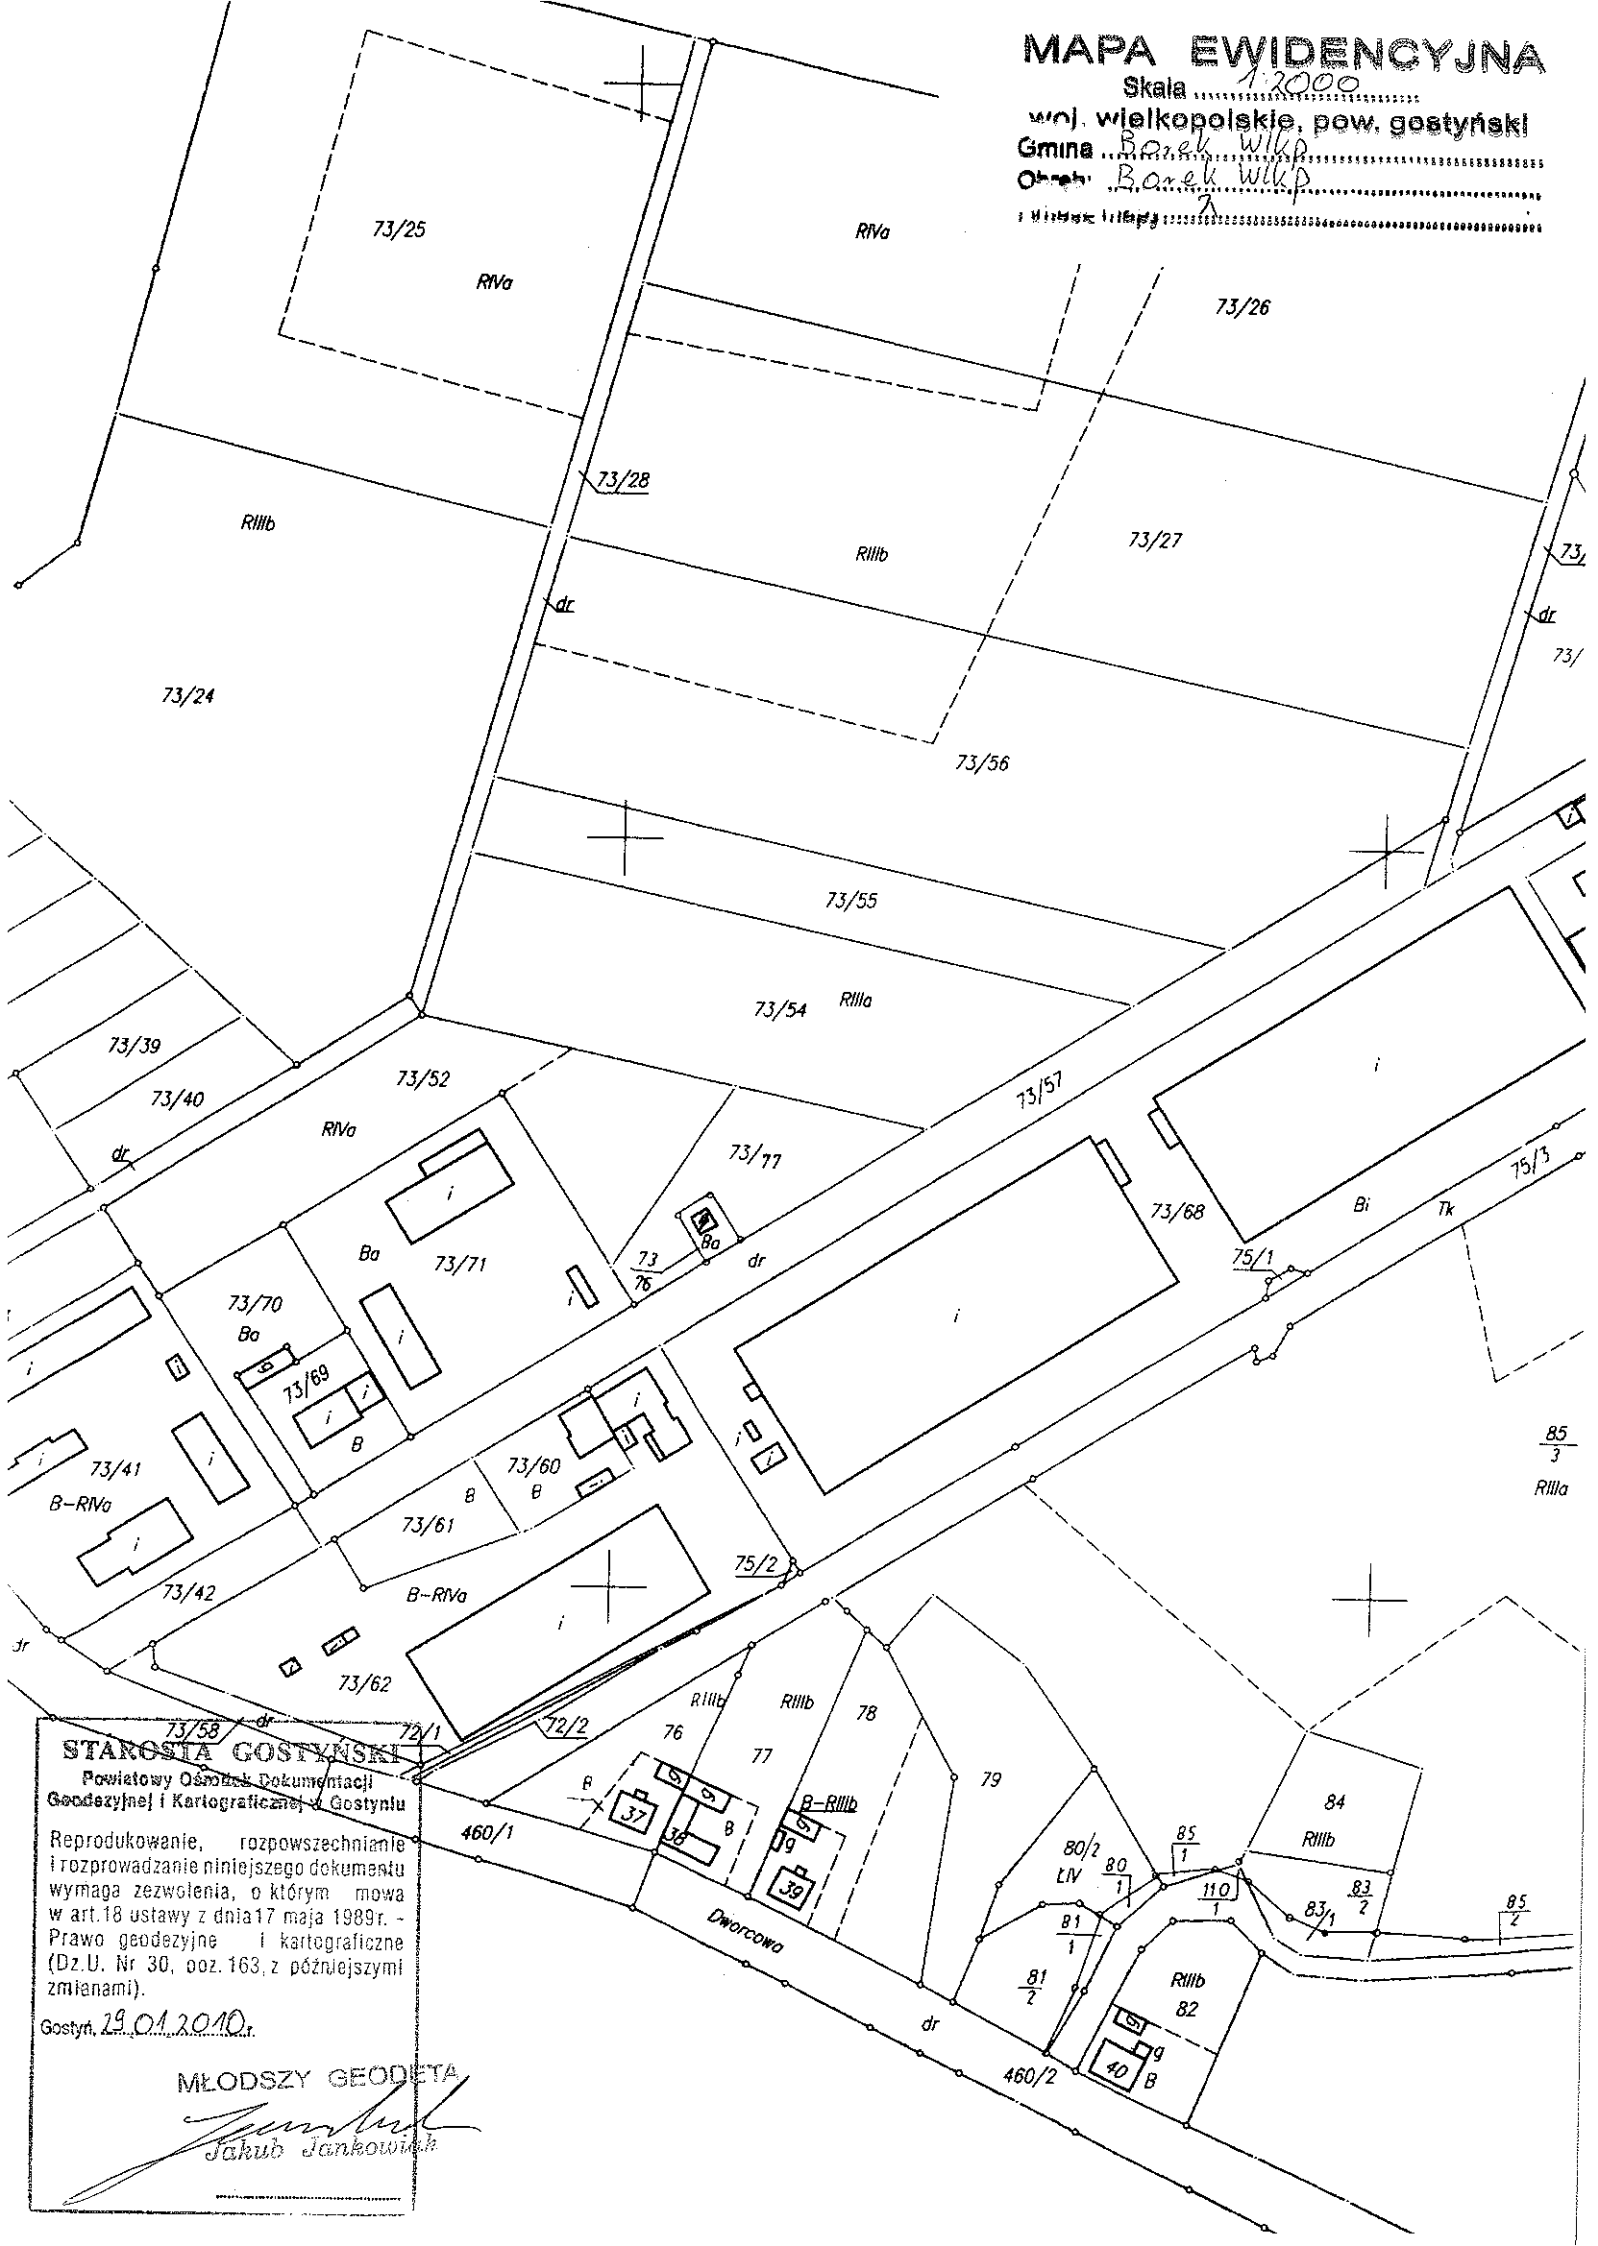 MAPA EWIDENCYJNA
Skala 1:2000
woj. wielkopolskie, pow. gostyński
Gmina Borek Wlkp
Obręb Borek Wlkp
73/25
RIVa
RIVa
73/26
73/28
RIIIb
RIIIb
73/27
73/
dr
dr
73/
73/24
73/56
i
73/55
73/54 RIIIa
73/39
73/52
73/40
RIVa
73/57
i
dr
73/77
75/3
i
73/68
Bi
Tk
Ba
Ba
73/71
73
76
dr
75/1
73/70
Ba
i
i
i
i
i
i
g
73/69
i
i
i
i
B
i
i
i
85
3
RIIIa
73/41
B-RIVa
i
73/60
B
B
i
73/61
i
75/2
73/42
B-RIVa
i
dr
i
i
73/62
RIIIb
RIIIb
78
76
77
73/58
dr
72/1
72/2
79
84
RIIIb
B
g
g
37
38
B
B-RIIIb
g
g
39
460/1
80/2
ŁIV
80
1
85
1
110
1
83/1
83
2
85
2
81
1
Dworcowa
81
2
RIIIb
82
dr
460/2
g
g
40
B
STAROSTA GOSTYŃSKI
Powiatowy Ośrodek Dokumentacji
Geodezyjnej i Kartograficznej w Gostyniu
Reprodukowanie, rozpowszechnianie
i rozprowadzanie niniejszego dokumentu
wymaga zezwolenia, o którym mowa
w art.18 ustawy z dnia 17 maja 1989r. -
Prawo geodezyjne i kartograficzne
(Dz.U. Nr 30, poz. 163, z późniejszymi
zmianami).
Gostyń, 29.01.2010r.
MŁODSZY GEODETA
Jakub Jankowiak